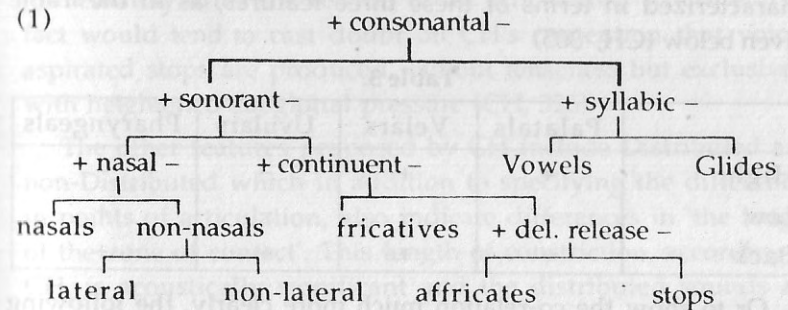 (1) + consonantal –
+ sonorant – + syllabic –
+ nasal – +continuent – Vowels Glides
nasals non-nasals fricatives + del. release –
lateral non-lateral affricates stops